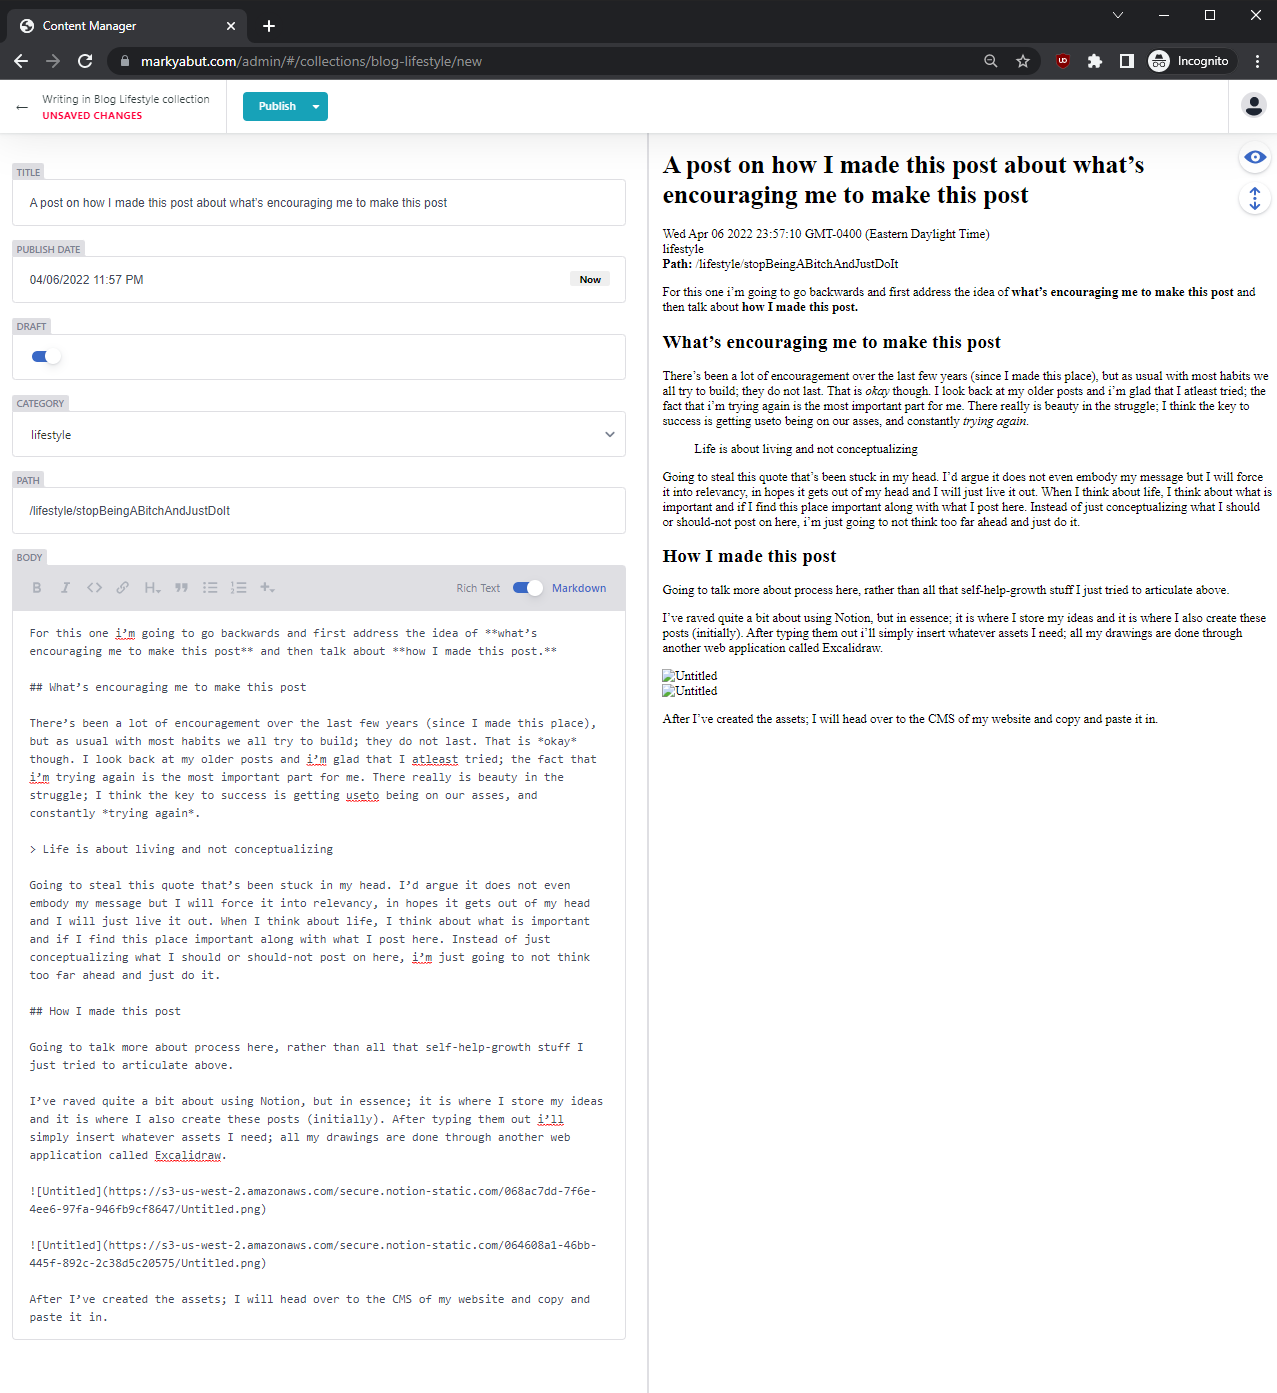 Content Manager
markyabut.com/admin/#/collections/blog-lifestyle/new
Incognito
Writing in Blog Lifestyle collection
UNSAVED CHANGES
Publish
TITLE
A post on how I made this post about what's encouraging me to make this post
PUBLISH DATE
04/06/2022 11:57 PM
Now
DRAFT
CATEGORY
lifestyle
PATH
/lifestyle/stopBeingABitchAndJustDoIt
BODY
B I <> H
Rich Text
Markdown
For this one i'm going to go backwards and first address the idea of **what's
encouraging me to make this post** and then talk about **how I made this post.**
## What's encouraging me to make this post
There's been a lot of encouragement over the last few years (since I made this place),
but as usual with most habits we all try to build; they do not last. That is *okay*
though. I look back at my older posts and i'm glad that I atleast tried; the fact that
i'm trying again is the most important part for me. There really is beauty in the
struggle; I think the key to success is getting useto being on our asses, and
constantly *trying again*.
> Life is about living and not conceptualizing
Going to steal this quote that's been stuck in my head. I'd argue it does not even
embody my message but I will force it into relevancy, in hopes it gets out of my head
and I will just live it out. When I think about life, I think about what is important
and if I find this place important along with what I post here. Instead of just
conceptualizing what I should or should-not post on here, i'm just going to not think
too far ahead and just do it.
## How I made this post
Going to talk more about process here, rather than all that self-help-growth stuff I
just tried to articulate above.
I've raved quite a bit about using Notion, but in essence; it is where I store my ideas
and it is where I also create these posts (initially). After typing them out i'll
simply insert whatever assets I need; all my drawings are done through another web
application called Excalidraw.
![Untitled](https://s3-us-west-2.amazonaws.com/secure.notion-static.com/068ac7dd-7f6e-
4ee6-97fa-946fb9cf8647/Untitled.png)
![Untitled](https://s3-us-west-2.amazonaws.com/secure.notion-static.com/064608a1-46bb-
445f-892c-2c38d5c20575/Untitled.png)
After I've created the assets; I will head over to the CMS of my website and copy and
paste it in.
A post on how I made this post about what's
encouraging me to make this post
Wed Apr 06 2022 23:57:10 GMT-0400 (Eastern Daylight Time)
lifestyle
Path: /lifestyle/stopBeingABitchAndJustDoIt
For this one i'm going to go backwards and first address the idea of what's encouraging me to make this post and
then talk about how I made this post.
What's encouraging me to make this post
There's been a lot of encouragement over the last few years (since I made this place), but as usual with most habits we
all try to build; they do not last. That is okay though. I look back at my older posts and i'm glad that I atleast tried; the
fact that i'm trying again is the most important part for me. There really is beauty in the struggle; I think the key to
success is getting useto being on our asses, and constantly trying again.
Life is about living and not conceptualizing
Going to steal this quote that's been stuck in my head. I'd argue it does not even embody my message but I will force
it into relevancy, in hopes it gets out of my head and I will just live it out. When I think about life, I think about what is
important and if I find this place important along with what I post here. Instead of just conceptualizing what I should
or should-not post on here, i'm just going to not think too far ahead and just do it.
How I made this post
Going to talk more about process here, rather than all that self-help-growth stuff I just tried to articulate above.
I've raved quite a bit about using Notion, but in essence; it is where I store my ideas and it is where I also create these
posts (initially). After typing them out i'll simply insert whatever assets I need; all my drawings are done through
another web application called Excalidraw.
Untitled
Untitled
After I've created the assets; I will head over to the CMS of my website and copy and paste it in.